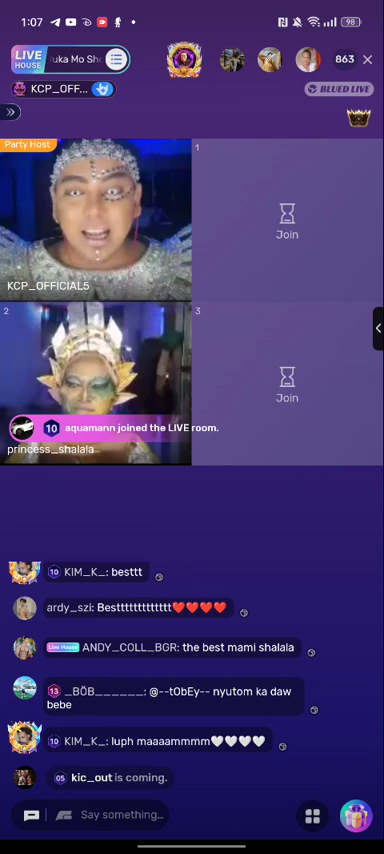 1:07
98
LIVE HOUSE
uka Mo Sh
863
KCP_OFF...
BLUED LIVE
Party Host
KCP_OFFICIAL5
1
Join
2
princess_shalala
3
Join
10 aquamann joined the LIVE room.
10 KIM_K_: besttt
ardy_szi: Bestttttttttttttt❤️❤️❤️❤️
Live House ANDY_COLL_BGR: the best mami shalala
13 _BÖB______: @--tObEy-- nyutom ka daw
bebe
10 KIM_K_: luph maaaammmm🤍🤍🤍🤍
05 kic_out is coming.
Say something...